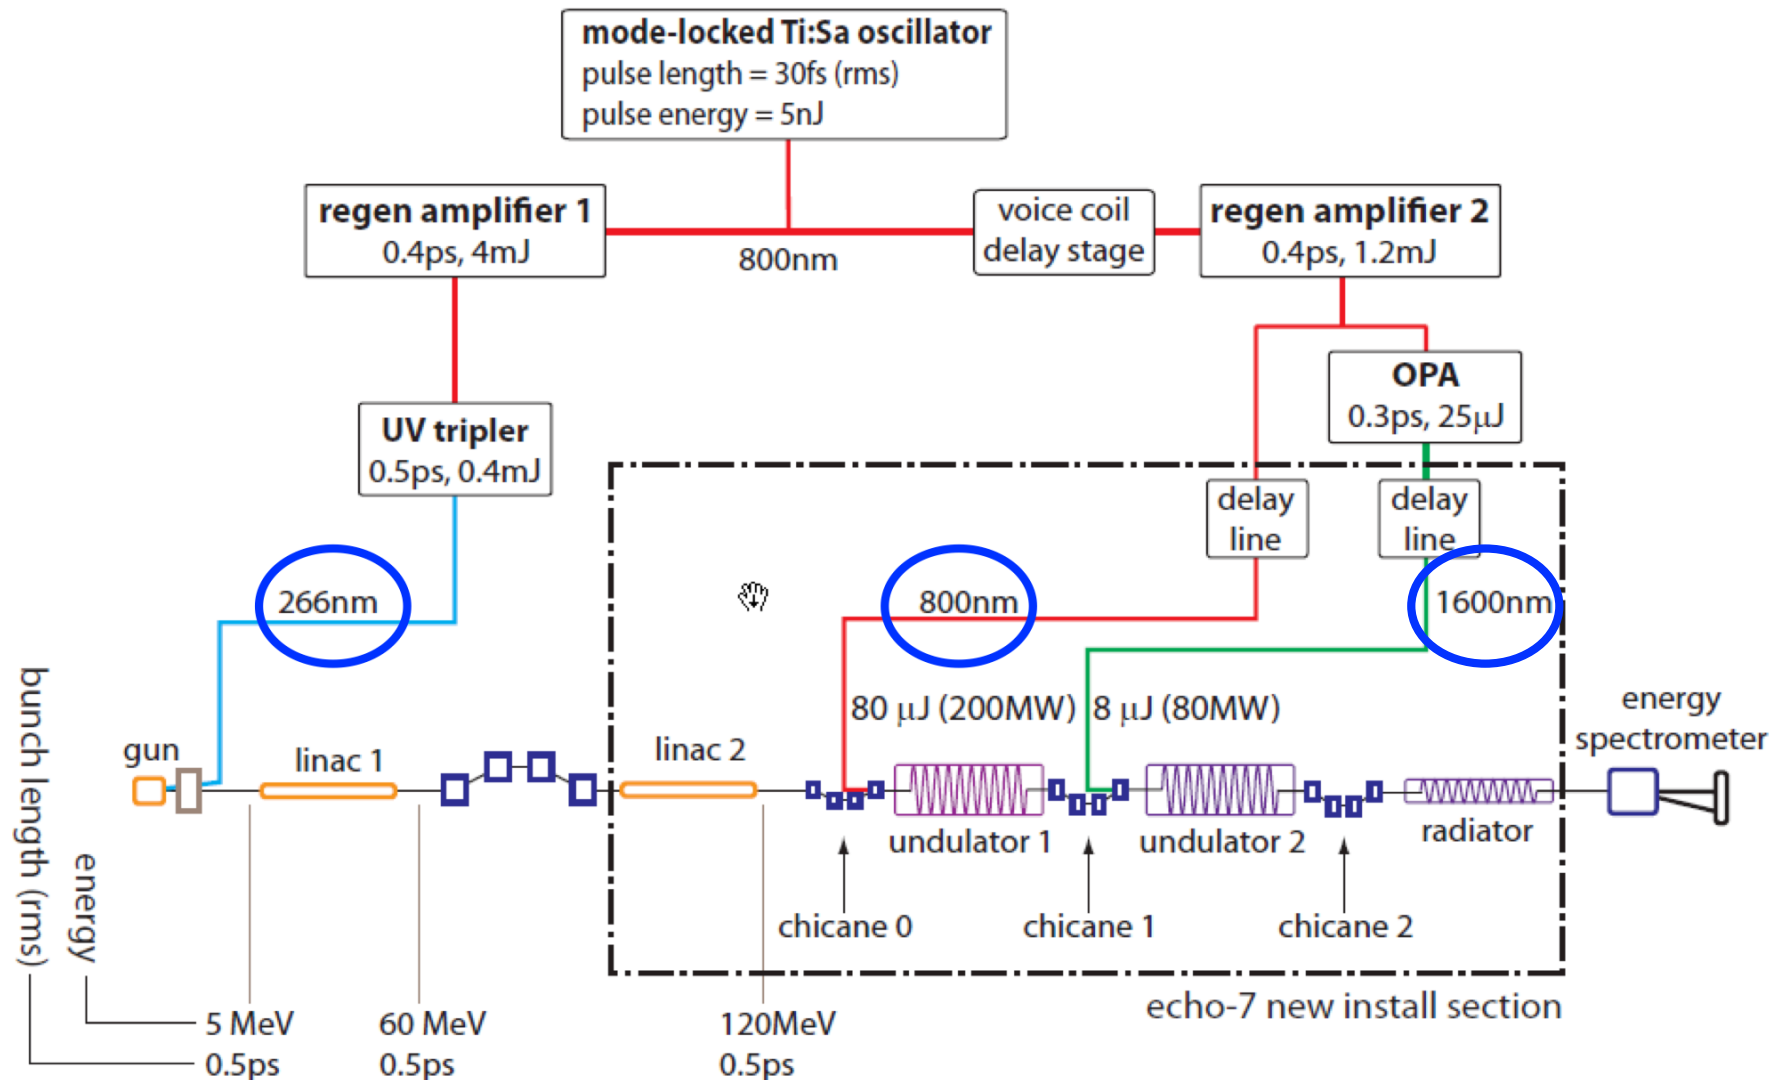 mode-locked Ti:Sa oscillator
pulse length = 30fs (rms)
pulse energy = 5nJ
regen amplifier 1
0.4ps, 4mJ
800nm
voice coil
delay stage
regen amplifier 2
0.4ps, 1.2mJ
OPA
0.3ps, 25μJ
UV tripler
0.5ps, 0.4mJ
delay
line
delay
line
266nm
800nm
1600nm
80 μJ (200MW)
8 μJ (80MW)
energy
spectrometer
gun
linac 1
linac 2
undulator 1
undulator 2
radiator
chicane 0
chicane 1
chicane 2
bunch length (rms)
energy
echo-7 new install section
5 MeV
60 MeV
120MeV
0.5ps
0.5ps
0.5ps